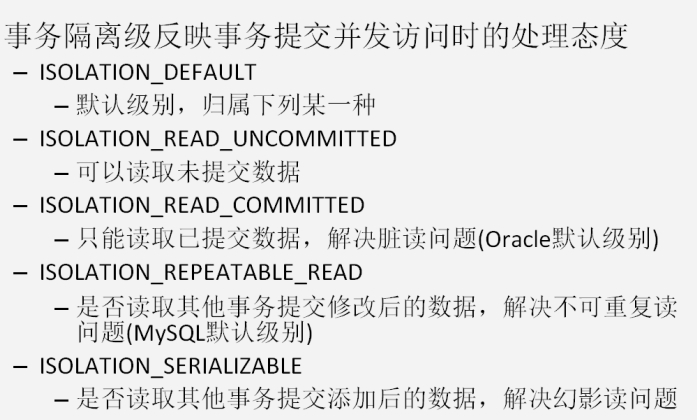 事务隔离级反映事务提交并发访问时的处理态度
– ISOLATION_DEFAULT
– 默认级别，归属下列某一种
– ISOLATION_READ_UNCOMMITTED
– 可以读取未提交数据
– ISOLATION_READ_COMMITTED
– 只能读取已提交数据，解决脏读问题(Oracle默认级别)
– ISOLATION_REPEATABLE_READ
– 是否读取其他事务提交修改后的数据，解决不可重复读
问题(MySQL默认级别)
– ISOLATION_SERIALIZABLE
– 是否读取其他事务提交添加后的数据，解决幻影读问题